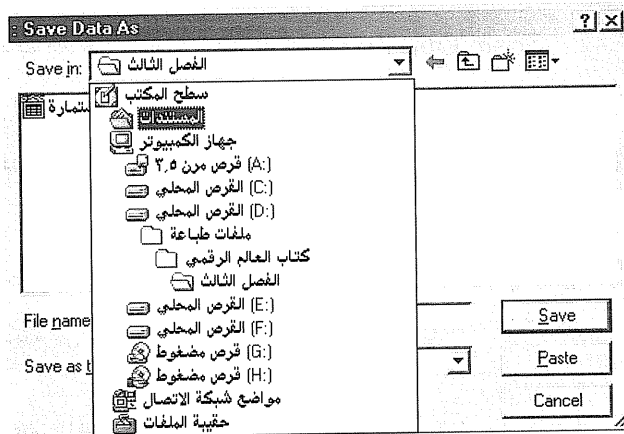 : Save Data As
Save in: الفصل الثالث
سطح المكتب
المستندات
جهاز الكمبيوتر
(A:) قرص مرن ٣,٥
(C:) القرص المحلي
(D:) القرص المحلي
ملفات طباعة
كتاب العالم الرقمي
الفصل الثالث
(E:) القرص المحلي
(F:) القرص المحلي
(G:) قرص مضغوط
(H:) قرص مضغوط
مواضع شبكة الاتصال
حقيبة الملفات
File name
Save as t
Save
Paste
Cancel